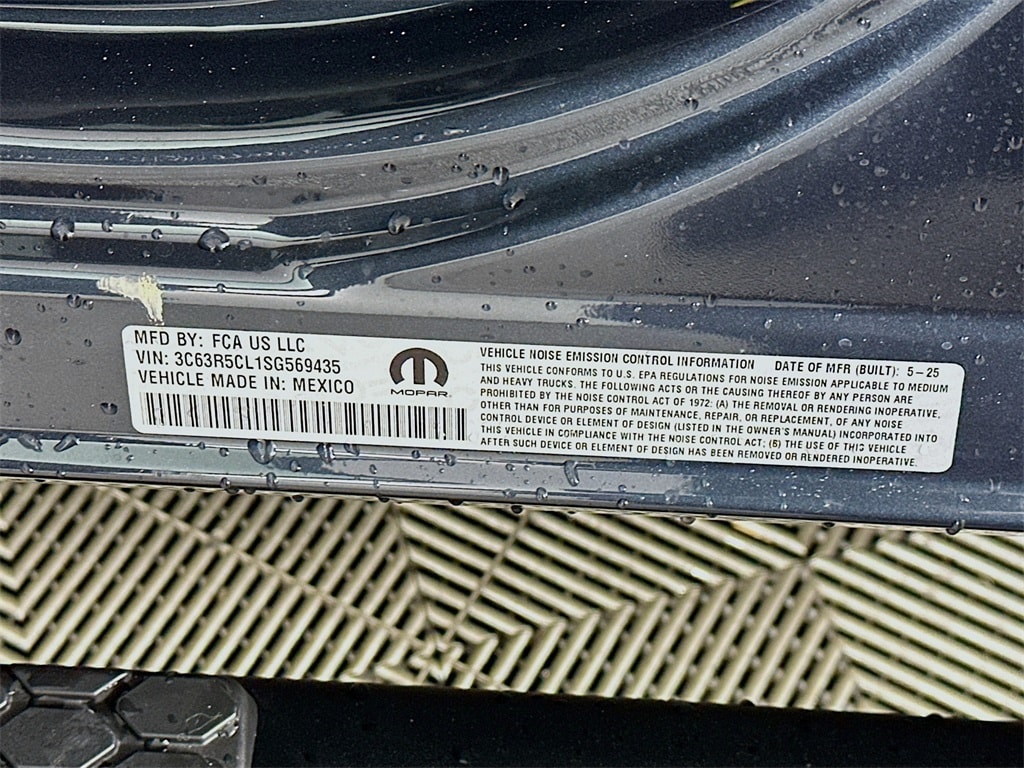 MFD BY: FCA US LLC
VIN: 3C63R5CL1SG569435
VEHICLE MADE IN: MEXICO
MOPAR
VEHICLE NOISE EMISSION CONTROL INFORMATION DATE OF MFR (BUILT): 5-25
THIS VEHICLE CONFORMS TO U.S. EPA REGULATIONS FOR NOISE EMISSION APPLICABLE TO MEDIUM
AND HEAVY TRUCKS. THE FOLLOWING ACTS OR THE CAUSING THEREOF BY ANY PERSON ARE
PROHIBITED BY THE NOISE CONTROL ACT OF 1972: (A) THE REMOVAL OR RENDERING INOPERATIVE,
OTHER THAN FOR PURPOSES OF MAINTENANCE, REPAIR, OR REPLACEMENT, OF ANY NOISE
CONTROL DEVICE OR ELEMENT OF DESIGN (LISTED IN THE OWNER'S MANUAL) INCORPORATED INTO
THIS VEHICLE IN COMPLIANCE WITH THE NOISE CONTROL ACT; (B) THE USE OF THIS VEHICLE
AFTER SUCH DEVICE OR ELEMENT OF DESIGN HAS BEEN REMOVED OR RENDERED INOPERATIVE.